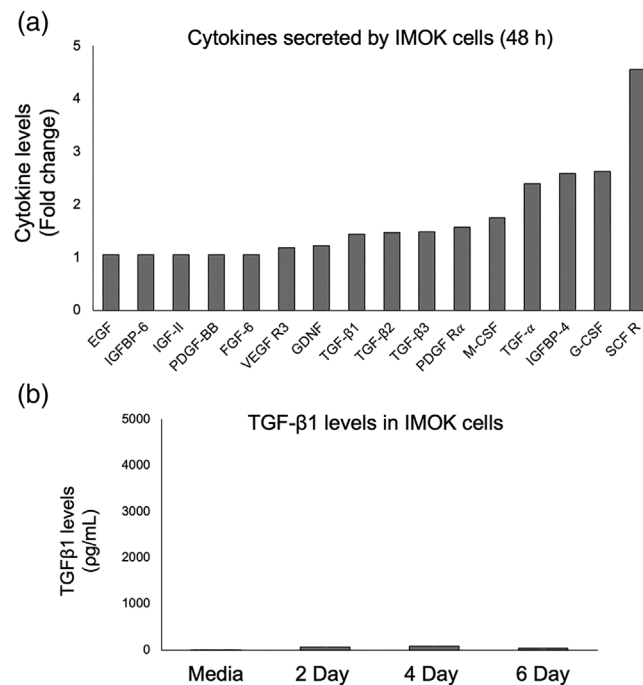 (a)
Cytokines secreted by IMOK cells (48 h)
Cytokine levels
(Fold change)
5
4
3
2
1
0
EGF
IGFBP-6
IGF-II
PDGF-BB
FGF-6
VEGF R3
GDNF
TGF-β1
TGF-β2
TGF-β3
PDGF Rα
M-CSF
TGF-α
IGFBP-4
G-CSF
SCF R
(b)
TGF-β1 levels in IMOK cells
TGFβ1 levels
(ρg/mL)
5000
4000
3000
2000
1000
0
Media
2 Day
4 Day
6 Day